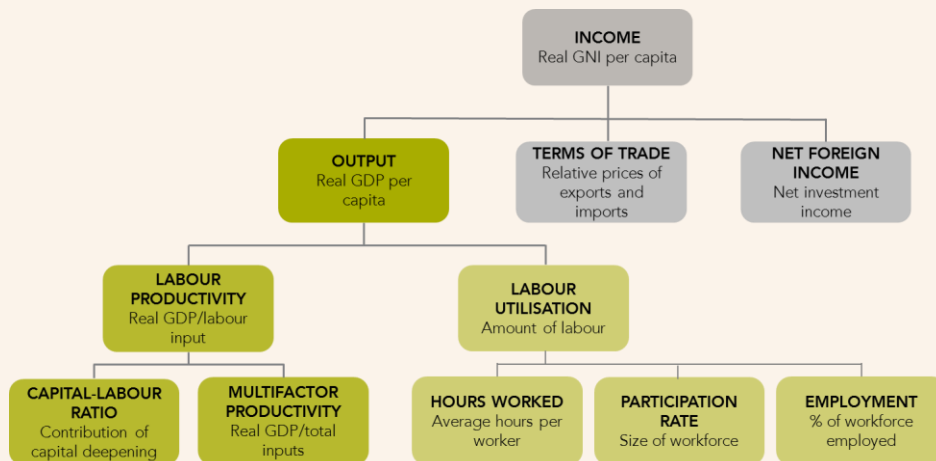 INCOME
Real GNI per capita
OUTPUT
Real GDP per
capita
TERMS OF TRADE
Relative prices of
exports and
imports
NET FOREIGN
INCOME
Net investment
income
LABOUR
PRODUCTIVITY
Real GDP/labour
input
LABOUR
UTILISATION
Amount of labour
CAPITAL-LABOUR
RATIO
Contribution of
capital deepening
MULTIFACTOR
PRODUCTIVITY
Real GDP/total
inputs
HOURS WORKED
Average hours per
worker
PARTICIPATION
RATE
Size of workforce
EMPLOYMENT
% of workforce
employed